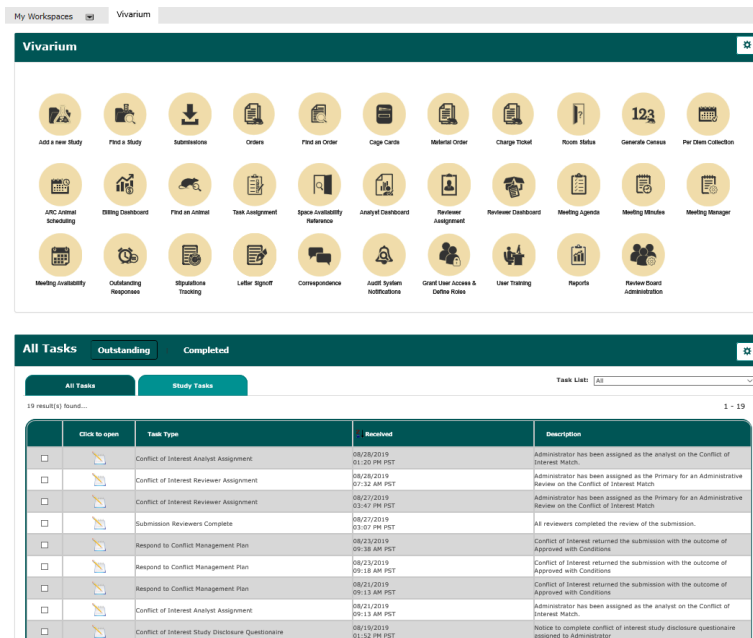 My Workspaces Vivarium
Vivarium
Add a new Study Find a Study Submissions Orders Find an Order Cage Cards Material Order Charge Ticket Room Status Generate Census Per Diem Collection
ARC Animal Scheduling Billing Dashboard Find an Animal Task Assignment Space Availability Reference Analyst Dashboard Reviewer Assignment Reviewer Dashboard Meeting Agenda Meeting Minutes Meeting Manager
Meeting Availability Outstanding Responses Stipulations Tracking Letter Signoff Correspondence Audit System Notifications Grant User Access & Define Roles User Training Reports Review Board Administration
All Tasks Outstanding Completed
All Tasks Study Tasks Task List: All
19 result(s) found... 1 - 19
Click to open Task Type Received Description
Conflict of Interest Analyst Assignment 08/28/2019 01:20 PM PST Administrator has been assigned as the analyst on the Conflict of Interest Match.
Conflict of Interest Reviewer Assignment 08/28/2019 07:32 AM PST Administrator has been assigned as the Primary for an Administrative Review on the Conflict of Interest Match
Conflict of Interest Reviewer Assignment 08/27/2019 03:47 PM PST Administrator has been assigned as the Primary for an Administrative Review on the Conflict of Interest Match
Submission Reviewers Complete 08/27/2019 03:07 PM PST All reviewers completed the review of the submission.
Respond to Conflict Management Plan 08/23/2019 09:38 AM PST Conflict of Interest returned the submission with the outcome of Approved with Conditions
Respond to Conflict Management Plan 08/23/2019 09:18 AM PST Conflict of Interest returned the submission with the outcome of Approved with Conditions
Respond to Conflict Management Plan 08/21/2019 09:13 AM PST Conflict of Interest returned the submission with the outcome of Approved with Conditions
Conflict of Interest Analyst Assignment 08/21/2019 09:13 AM PST Administrator has been assigned as the analyst on the Conflict of Interest Match.
Conflict of Interest Study Disclosure Questionaire 08/19/2019 01:52 PM PST Notice to complete conflict of interest study disclosure questionaire assigned to Administrator